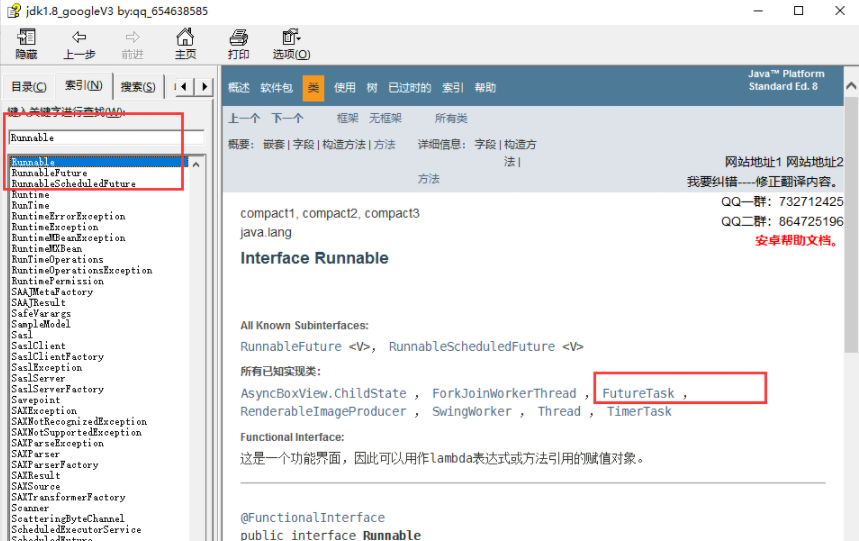 jdk1.8_googleV3 by:qq_654638585
隐藏 上一步 前进 主页 打印 选项(O)
目录(C) 索引(N) 搜索(S)
键入关键字进行查找(W):
Runnable
Runnable
RunnableFuture
RunnableScheduledFuture
Runtime
RunTime
RuntimeErrorException
RuntimeException
RuntimeMBeanException
RuntimeMXBean
RunTimeOperations
RuntimeOperationsException
RuntimePermission
SAAJMetaFactory
SAAJResult
SafeVarargs
SampleModel
Sasl
SaslClient
SaslClientFactory
SaslException
SaslServer
SaslServerFactory
Savepoint
SAXException
SAXNotRecognizedException
SAXNotSupportedException
SAXParseException
SAXParser
SAXParserFactory
SAXResult
SAXSource
SAXTransformerFactory
Scanner
ScatteringByteChannel
ScheduledExecutorService
ScheduledFuture
概述 软件包 类 使用 树 已过时的 索引 帮助
Java™ Platform
Standard Ed. 8
上一个 下一个 框架 无框架 所有类
概要: 嵌套 | 字段 | 构造方法 | 方法 详细信息: 字段 | 构造方
法 |
方法
网站地址1 网站地址2
我要纠错----修正翻译内容。
QQ一群：732712425
QQ二群：864725196
安卓帮助文档。
compact1, compact2, compact3
java.lang
Interface Runnable
All Known Subinterfaces:
RunnableFuture <V>， RunnableScheduledFuture <V>
所有已知实现类：
AsyncBoxView.ChildState ， ForkJoinWorkerThread ， FutureTask ，
RenderableImageProducer ， SwingWorker ， Thread ， TimerTask
Functional Interface:
这是一个功能界面，因此可以用作lambda表达式或方法引用的赋值对象。
@FunctionalInterface
public interface Runnable